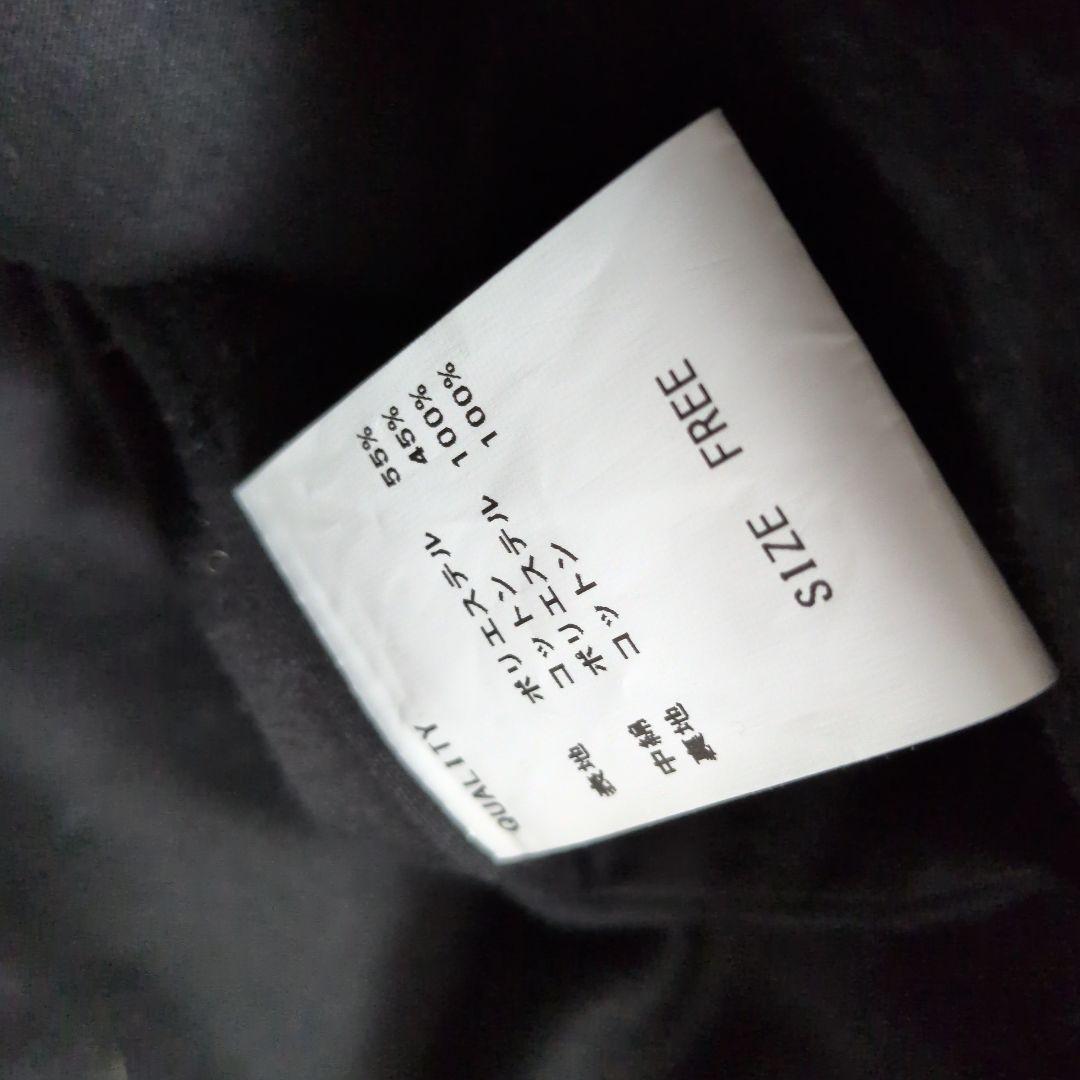 QUALITY
表地 ポリエステル 55%
コットン 45%
中綿 ポリエステル 100%
裏地 コットン 100%
SIZE FREE